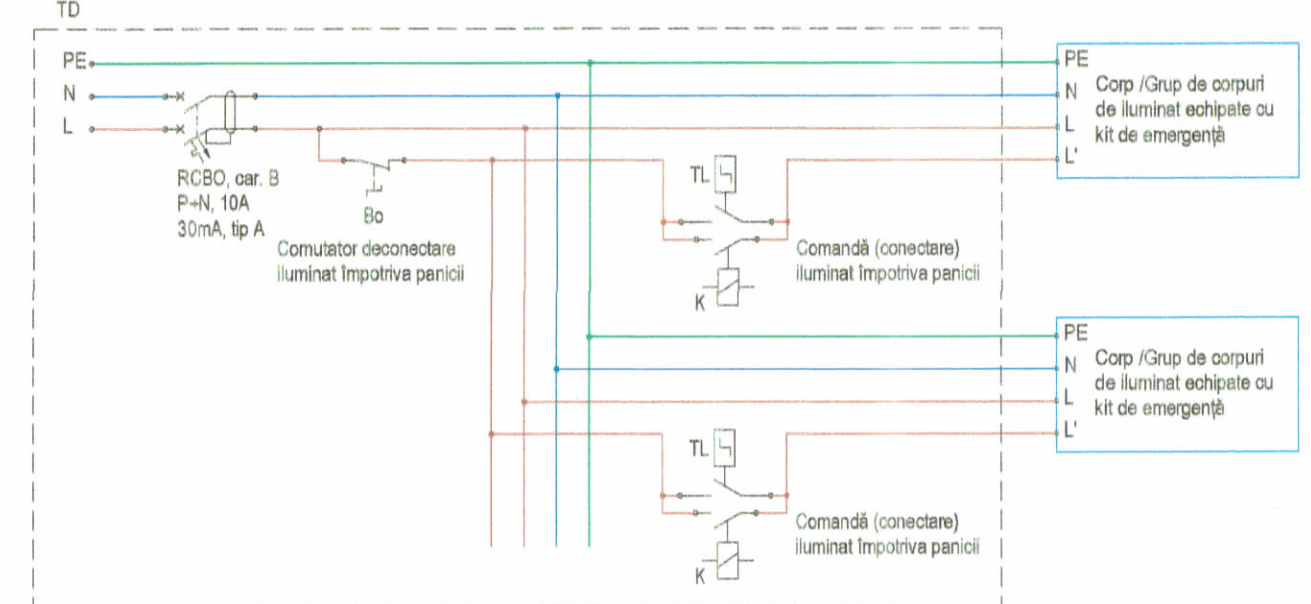 TD
PE
N
L
RCBO, car. B
P+N, 10A
30mA, tip A
Bo
Comutator deconectare
iluminat împotriva panicii
TL
K
Comandă (conectare)
iluminat împotriva panicii
PE
N
L
L'
Corp /Grup de corpuri
de iluminat echipate cu
kit de emergență
TL
K
Comandă (conectare)
iluminat împotriva panicii
PE
N
L
L'
Corp /Grup de corpuri
de iluminat echipate cu
kit de emergență